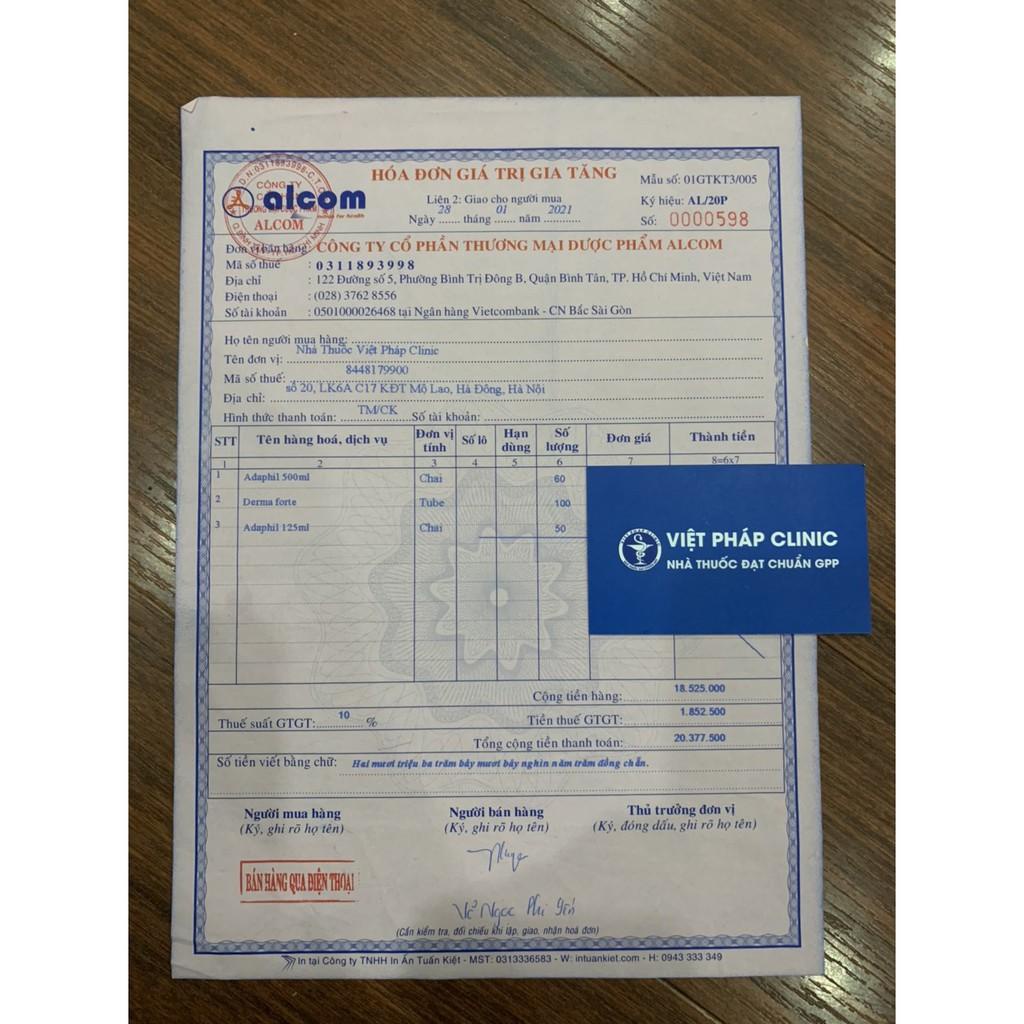 HÓA ĐƠN GIÁ TRỊ GIA TĂNG
Mẫu số: 01GTKT3/005
alcom
Liên 2: Giao cho người mua
Ký hiệu: AL/20P
Ngày 28 tháng 01 năm 2021
Số: 0000598
CÔNG TY
ALCOM
Đơn vị bán hàng: CÔNG TY CỔ PHẦN THƯƠNG MẠI DƯỢC PHẨM ALCOM
Mã số thuế : 0311893998
Địa chỉ : 122 Đường số 5, Phường Bình Trị Đông B, Quận Bình Tân, TP. Hồ Chí Minh, Việt Nam
Điện thoại : (028) 3762 8556
Số tài khoản : 0501000026468 tại Ngân hàng Vietcombank - CN Bắc Sài Gòn
Họ tên người mua hàng:
Tên đơn vị: Nhà Thuốc Việt Pháp Clinic
Mã số thuế: 8448179900
Địa chỉ: số 20, LK6A C17 KĐT Mộ Lao, Hà Đông, Hà Nội
Hình thức thanh toán: TM/CK Số tài khoản:
STT Tên hàng hoá, dịch vụ Đơn vị tính Số lô Hạn dùng Số lượng Đơn giá Thành tiền
1 2 3 4 5 6 7 8=6x7
1 Adaphil 500ml Chai 60
2 Derma forte Tube 100
3 Adaphil 125ml Chai 50
VIỆT PHÁP CLINIC
NHÀ THUỐC ĐẠT CHUẨN GPP
Cộng tiền hàng: 18.525.000
Thuế suất GTGT: 10 % Tiền thuế GTGT: 1.852.500
Tổng cộng tiền thanh toán: 20.377.500
Số tiền viết bằng chữ: Hai mươi triệu ba trăm bảy mươi bảy nghìn năm trăm đồng chẵn.
Người mua hàng Người bán hàng Thủ trưởng đơn vị
(Ký, ghi rõ họ tên) (Ký, ghi rõ họ tên) (Ký, đóng dấu, ghi rõ họ tên)
BÁN HÀNG QUA ĐIỆN THOẠI
Ngọc Phi
(Cần kiểm tra, đối chiếu khi lập, giao, nhận hoá đơn)
In tại Công ty TNHH In Ấn Tuấn Kiệt - MST: 0313336583 - W: intuankiet.com - H: 0943 333 349